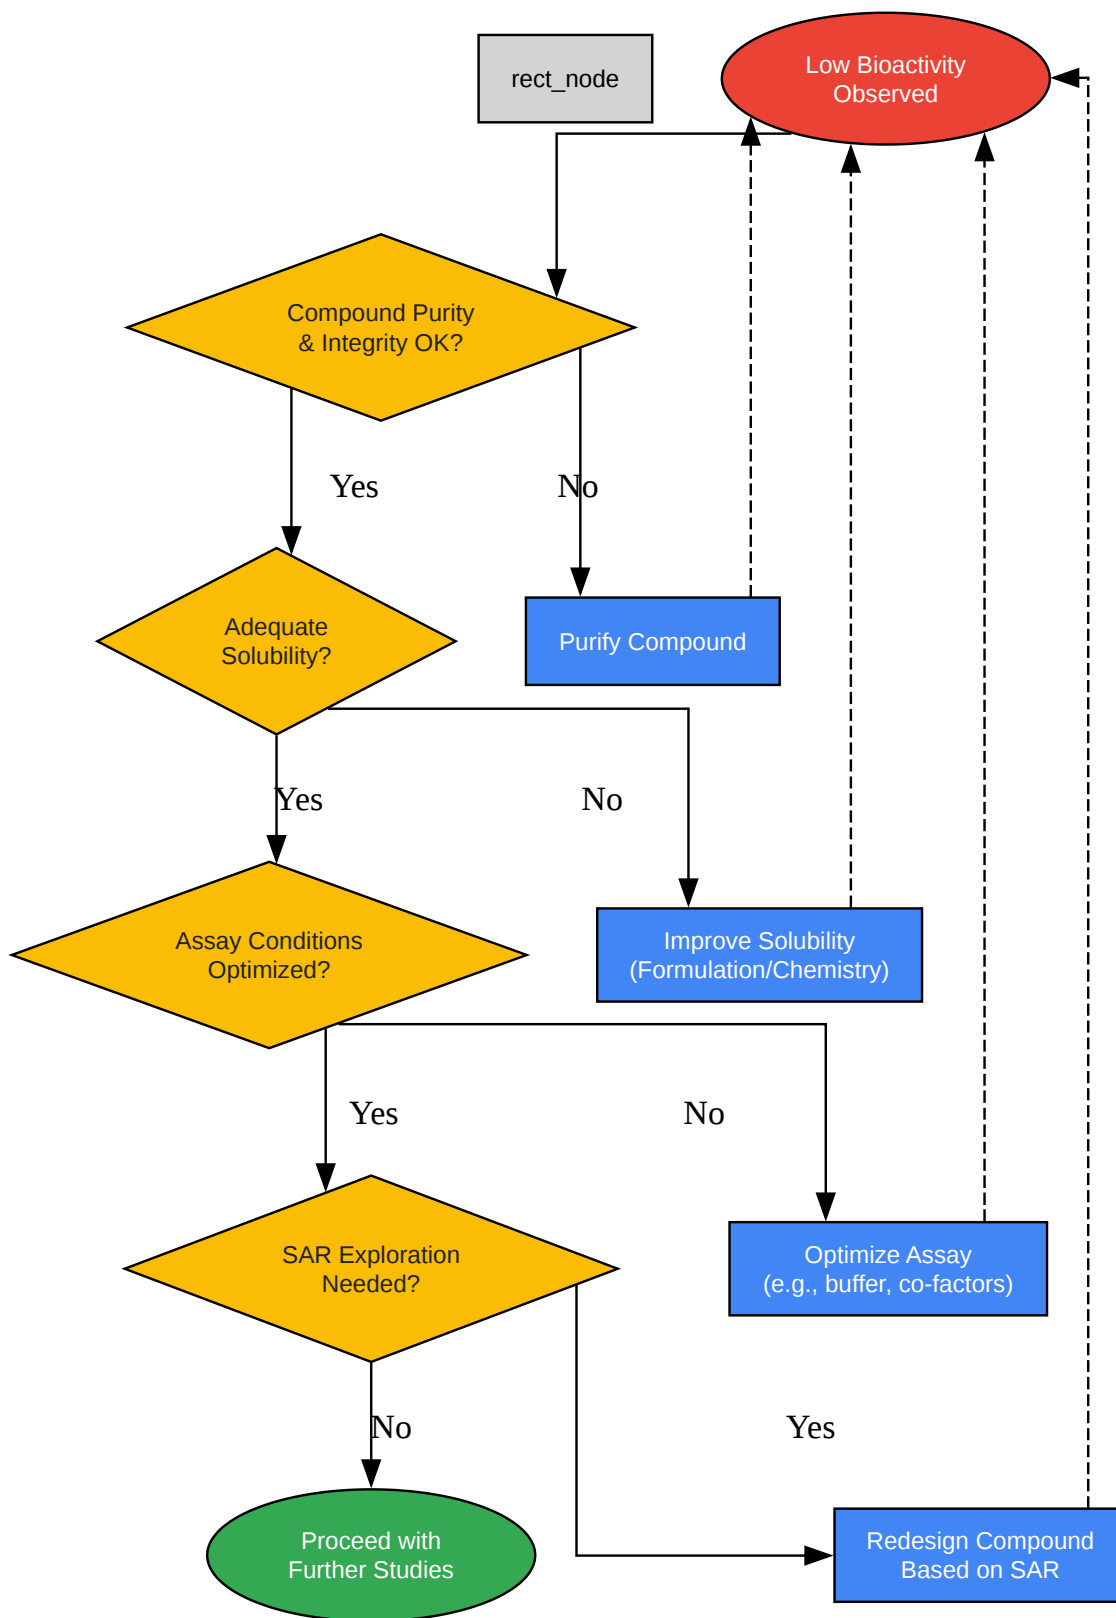 rect_node
Low Bioactivity
Observed
Compound Purity
& Integrity OK?
Yes
No
Adequate
Solubility?
Purify Compound
Yes
No
Assay Conditions
Optimized?
Improve Solubility
(Formulation/Chemistry)
Yes
No
SAR Exploration
Needed?
Optimize Assay
(e.g., buffer, co-factors)
No
Yes
Proceed with
Further Studies
Redesign Compound
Based on SAR